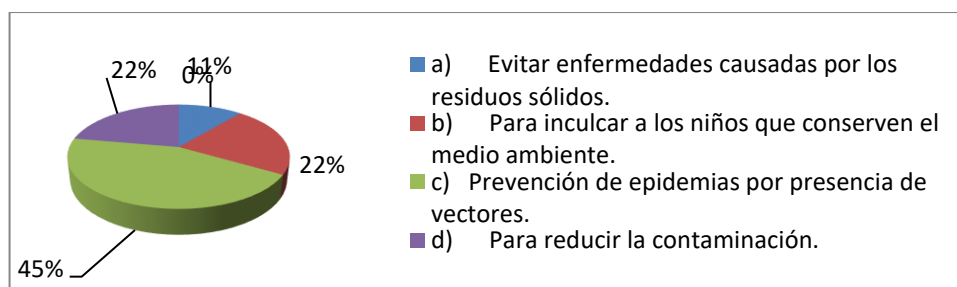 22%
11%
0%
22%
45%
a) Evitar enfermedades causadas por los
residuos sólidos.
b) Para inculcar a los niños que conserven el
medio ambiente.
c) Prevención de epidemias por presencia de
vectores.
d) Para reducir la contaminación.